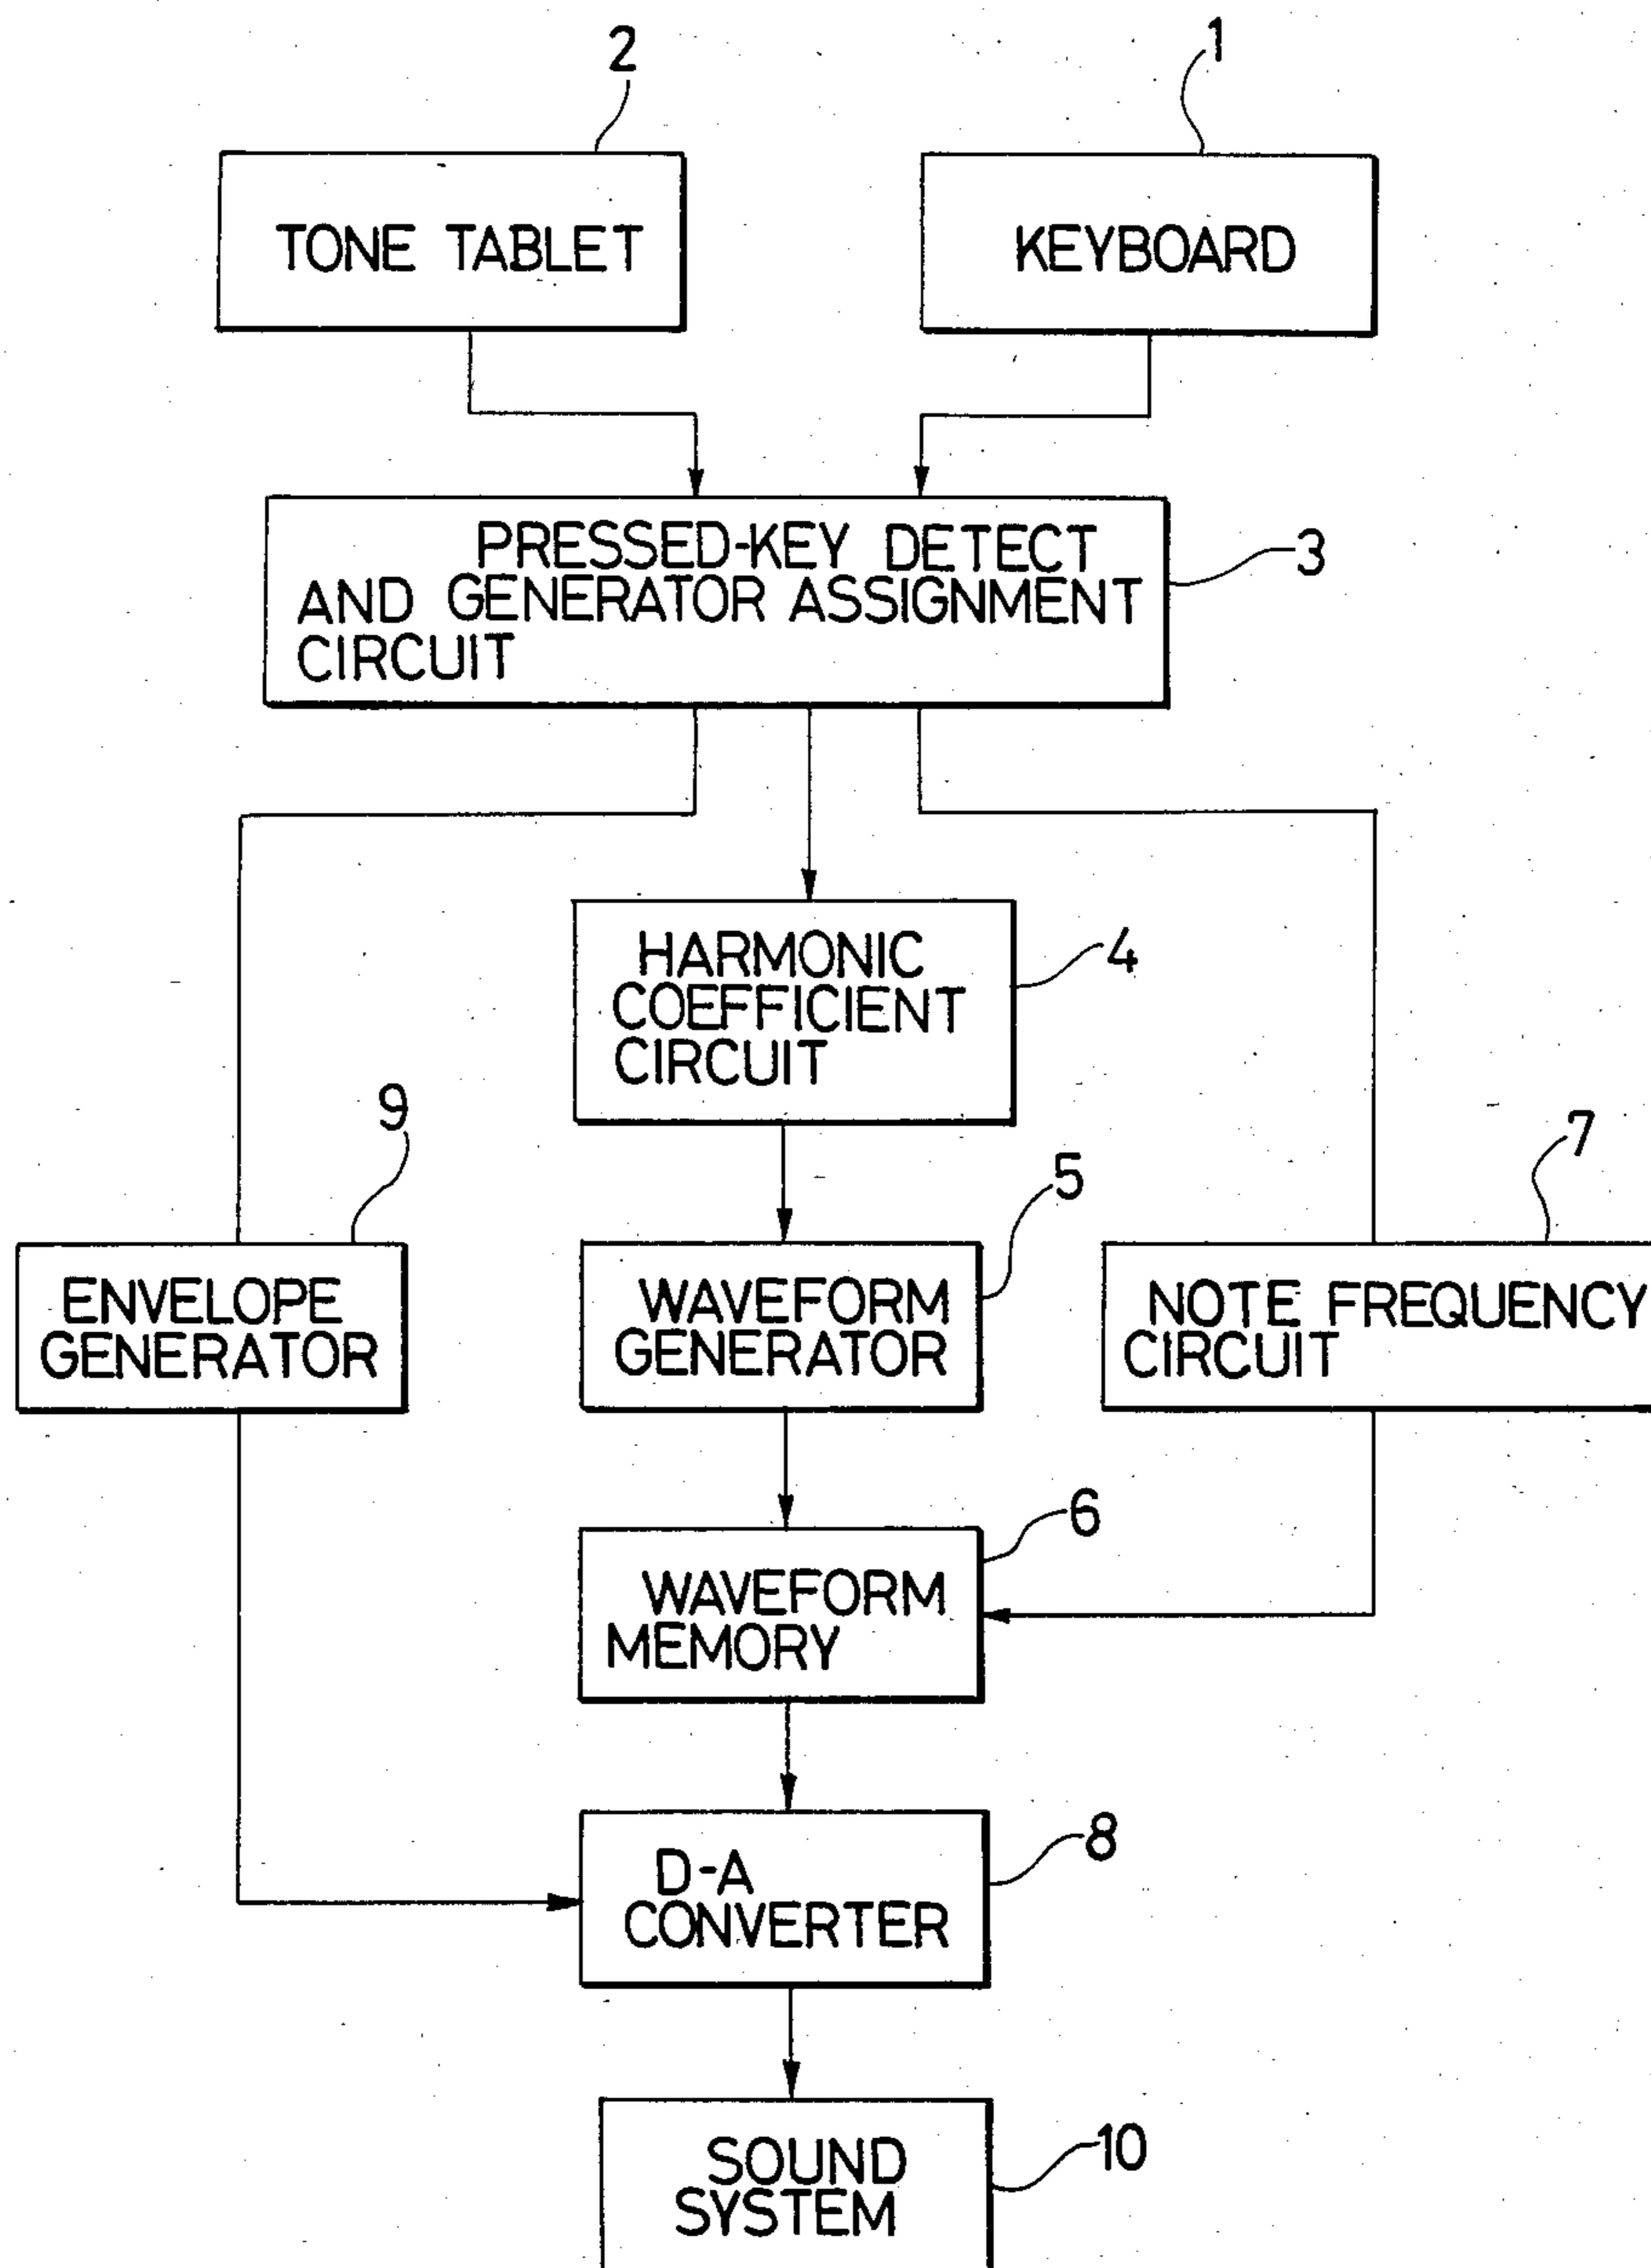 2
1
TONE TABLET
KEYBOARD
PRESSED-KEY DETECT
AND GENERATOR ASSIGNMENT
CIRCUIT
3
HARMONIC
COEFFICIENT
CIRCUIT
4
9
5
7
ENVELOPE
GENERATOR
WAVEFORM
GENERATOR
NOTE FREQUENCY
CIRCUIT
6
WAVEFORM
MEMORY
8
D-A
CONVERTER
SOUND
SYSTEM
10